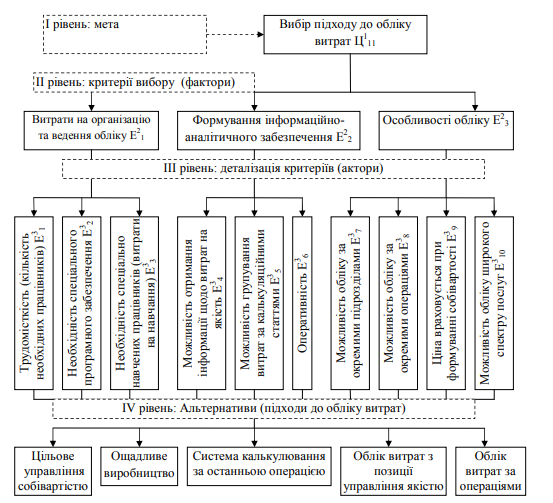 I рівень: мета
Вибір підходу до обліку
витрат Ц¹₁₁
II рівень: критерії вибору (фактори)
Витрати на організацію
та ведення обліку Е²₁
Формування інформаційно-
аналітичного забезпечення Е²₂
Особливості обліку Е²₃
III рівень: деталізація критеріїв (актори)
Трудомісткість (кількість
необхідних працівників) Е³₁
Необхідність спеціального
програмного забезпечення Е³₂
Необхідність спеціально
навчених працівників (витрати
на навчання) Е³₃
Можливість отримання
інформації щодо витрат на
якість Е³₄
Можливість групування
витрат за калькуляційними
статтями Е³₅
Оперативність Е³₆
Можливість обліку за
окремими підрозділами Е³₇
Можливість обліку за
окремими операціями Е³₈
Ціна враховується при
формуванні собівартості Е³₉
Можливість обліку широкого
спектру послуг Е³₁₀
IV рівень: Альтернативи (підходи до обліку витрат)
Цільове
управління
собівартістю
Ощадливе
виробництво
Система калькулювання
за останньою операцією
Облік витрат з
позиції
управління якістю
Облік
витрат за
операціями